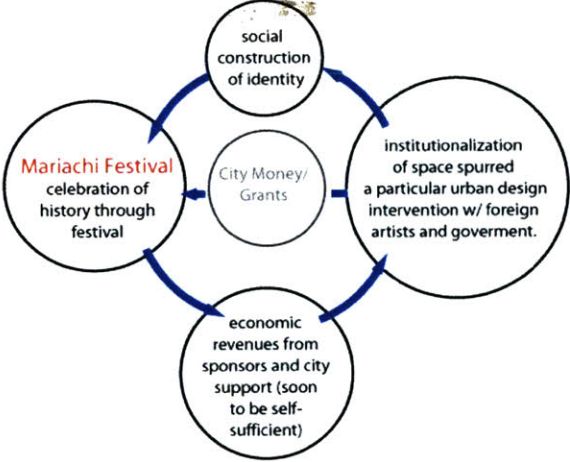 social
construction
of identity
Mariachi Festival
celebration of
history through
festival
City Money/
Grants
institutionalization
of space spurred
a particular urban design
intervention w/ foreign
artists and goverment.
economic
revenues from
sponsors and city
support (soon
to be self-
sufficient)